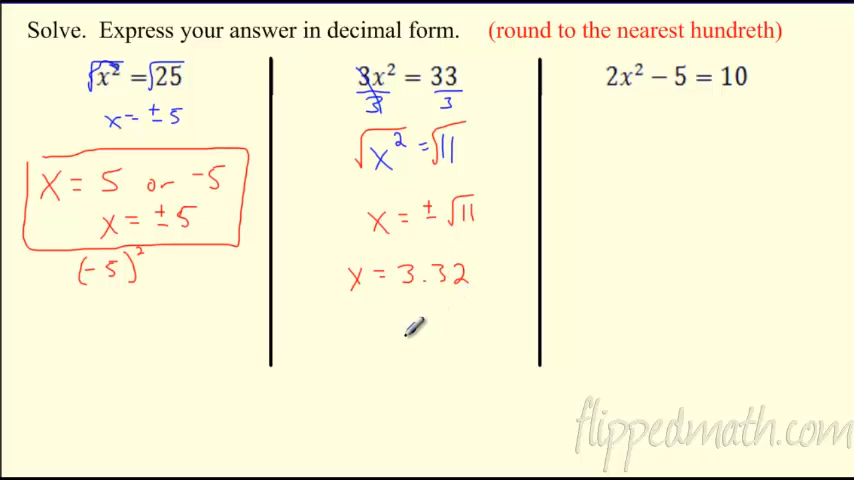 Solve. Express your answer in decimal form. (round to the nearest hundreth)
√x² = √25
x = ± 5
X = 5 or -5
x = ± 5
(-5)²
3x² = 33
3 3
√x² = √11
x = ± √11
x = 3.32
2x² − 5 = 10
flippedmath.com